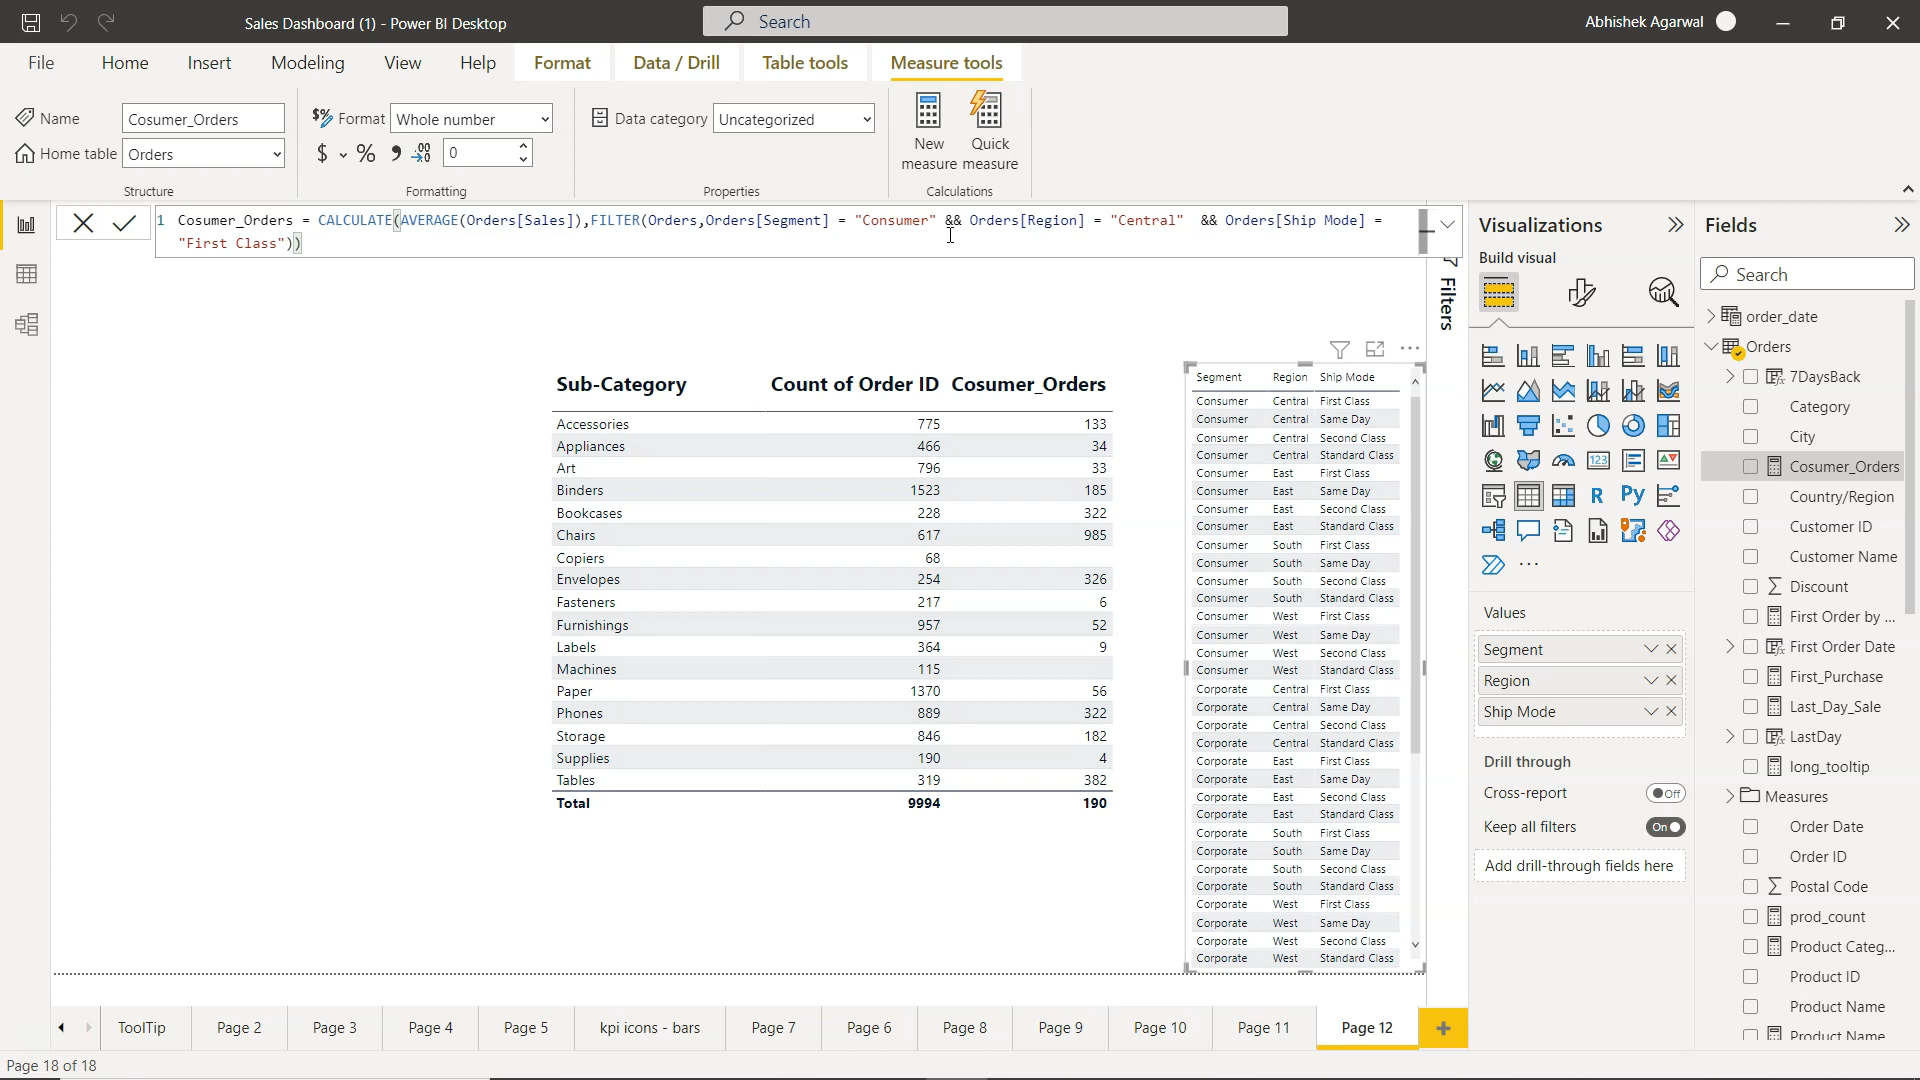 Sales Dashboard (1) - Power BI Desktop
Search
Abhishek Agarwal
File Home Insert Modeling View Help Format Data / Drill Table tools Measure tools
Name Cosumer_Orders
Home table Orders
Structure
Format Whole number
$ % 0
Formatting
Data category Uncategorized
Properties
New measure
Quick measure
Calculations
1 Cosumer_Orders = CALCULATE(AVERAGE(Orders[Sales]),FILTER(Orders,Orders[Segment] = "Consumer" && Orders[Region] = "Central" && Orders[Ship Mode] =
"First Class"))
Filters
Sub-Category Count of Order ID Cosumer_Orders
Accessories 775 133
Appliances 466 34
Art 796 33
Binders 1523 185
Bookcases 228 322
Chairs 617 985
Copiers 68
Envelopes 254 326
Fasteners 217 6
Furnishings 957 52
Labels 364 9
Machines 115
Paper 1370 56
Phones 889 322
Storage 846 182
Supplies 190 4
Tables 319 382
Total 9994 190
Segment Region Ship Mode
Consumer Central First Class
Consumer Central Same Day
Consumer Central Second Class
Consumer Central Standard Class
Consumer East First Class
Consumer East Same Day
Consumer East Second Class
Consumer East Standard Class
Consumer South First Class
Consumer South Same Day
Consumer South Second Class
Consumer South Standard Class
Consumer West First Class
Consumer West Same Day
Consumer West Second Class
Consumer West Standard Class
Corporate Central First Class
Corporate Central Same Day
Corporate Central Second Class
Corporate Central Standard Class
Corporate East First Class
Corporate East Same Day
Corporate East Second Class
Corporate East Standard Class
Corporate South First Class
Corporate South Same Day
Corporate South Second Class
Corporate South Standard Class
Corporate West First Class
Corporate West Same Day
Corporate West Second Class
Corporate West Standard Class
Visualizations
Build visual
123
R Py
Values
Segment
Region
Ship Mode
Drill through
Cross-report Off
Keep all filters On
Add drill-through fields here
Fields
Search
order_date
Orders
7DaysBack
Category
City
Cosumer_Orders
Country/Region
Customer ID
Customer Name
Discount
First Order by ...
First Order Date
First_Purchase
Last_Day_Sale
LastDay
long_tooltip
Measures
Order Date
Order ID
Postal Code
prod_count
Product Categ...
Product ID
Product Name
Product Name
ToolTip Page 2 Page 3 Page 4 Page 5 kpi icons - bars Page 7 Page 6 Page 8 Page 9 Page 10 Page 11 Page 12
Page 18 of 18